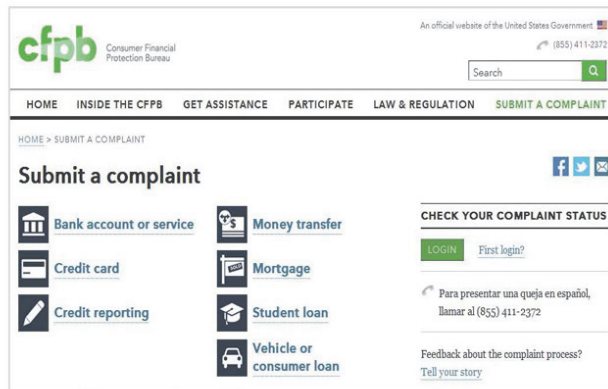 An official website of the United States Government
cfpb Consumer Financial
Protection Bureau
(855) 411-2372
Search
HOME INSIDE THE CFPB GET ASSISTANCE PARTICIPATE LAW & REGULATION SUBMIT A COMPLAINT
HOME > SUBMIT A COMPLAINT
Submit a complaint
Bank account or service
Credit card
Credit reporting
Money transfer
SOLD
Mortgage
Student loan
Vehicle or
consumer loan
CHECK YOUR COMPLAINT STATUS
LOGIN First login?
Para presentar una queja en español,
llamar al (855) 411-2372
Feedback about the complaint process?
Tell your story